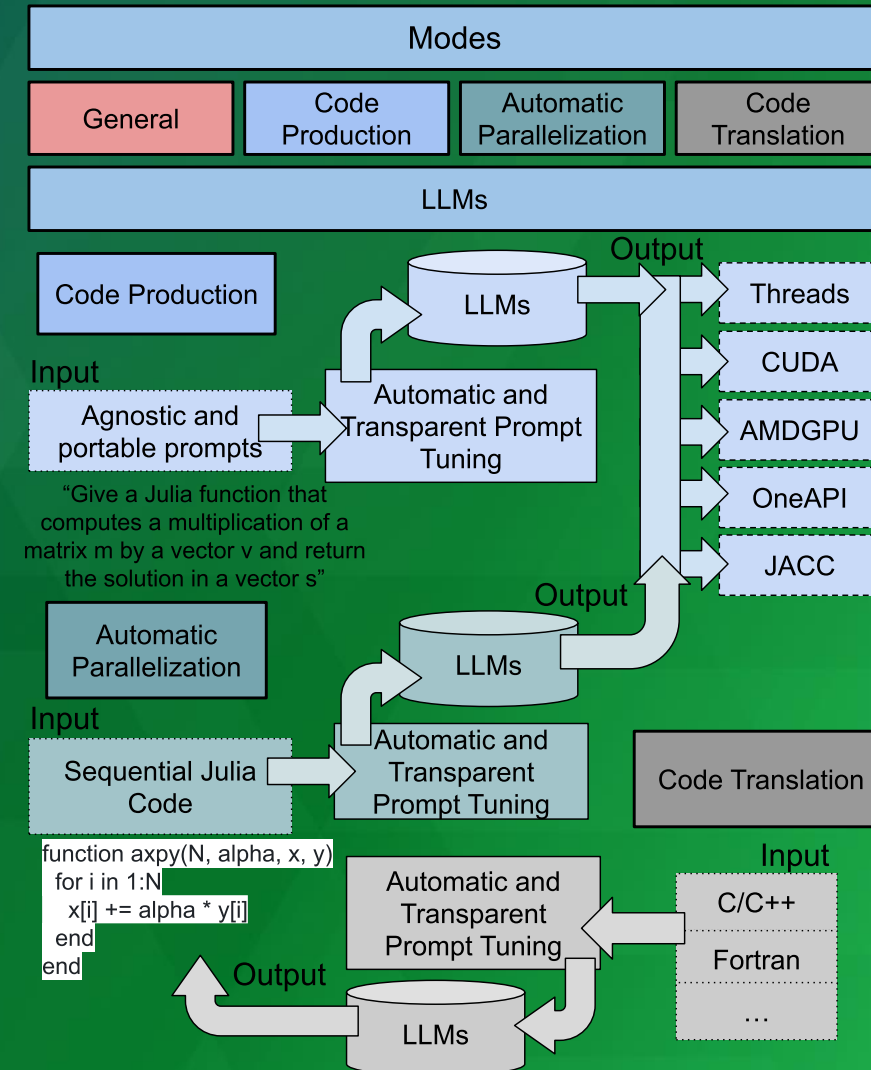 Modes
General
Code
Production
Automatic
Parallelization
Code
Translation
LLMs
Code Production
LLMs
Output
Threads
CUDA
AMDGPU
OneAPI
JACC
Input
Agnostic and
portable prompts
Automatic and
Transparent Prompt
Tuning
“Give a Julia function that
computes a multiplication of a
matrix m by a vector v and return
the solution in a vector s”
Output
Automatic
Parallelization
LLMs
Input
Sequential Julia
Code
Automatic and
Transparent
Prompt Tuning
Code Translation
function axpy(N, alpha, x, y)
  for i in 1:N
    x[i] += alpha * y[i]
  end
end
Input
C/C++
Fortran
…
Automatic and
Transparent
Prompt Tuning
Output
LLMs